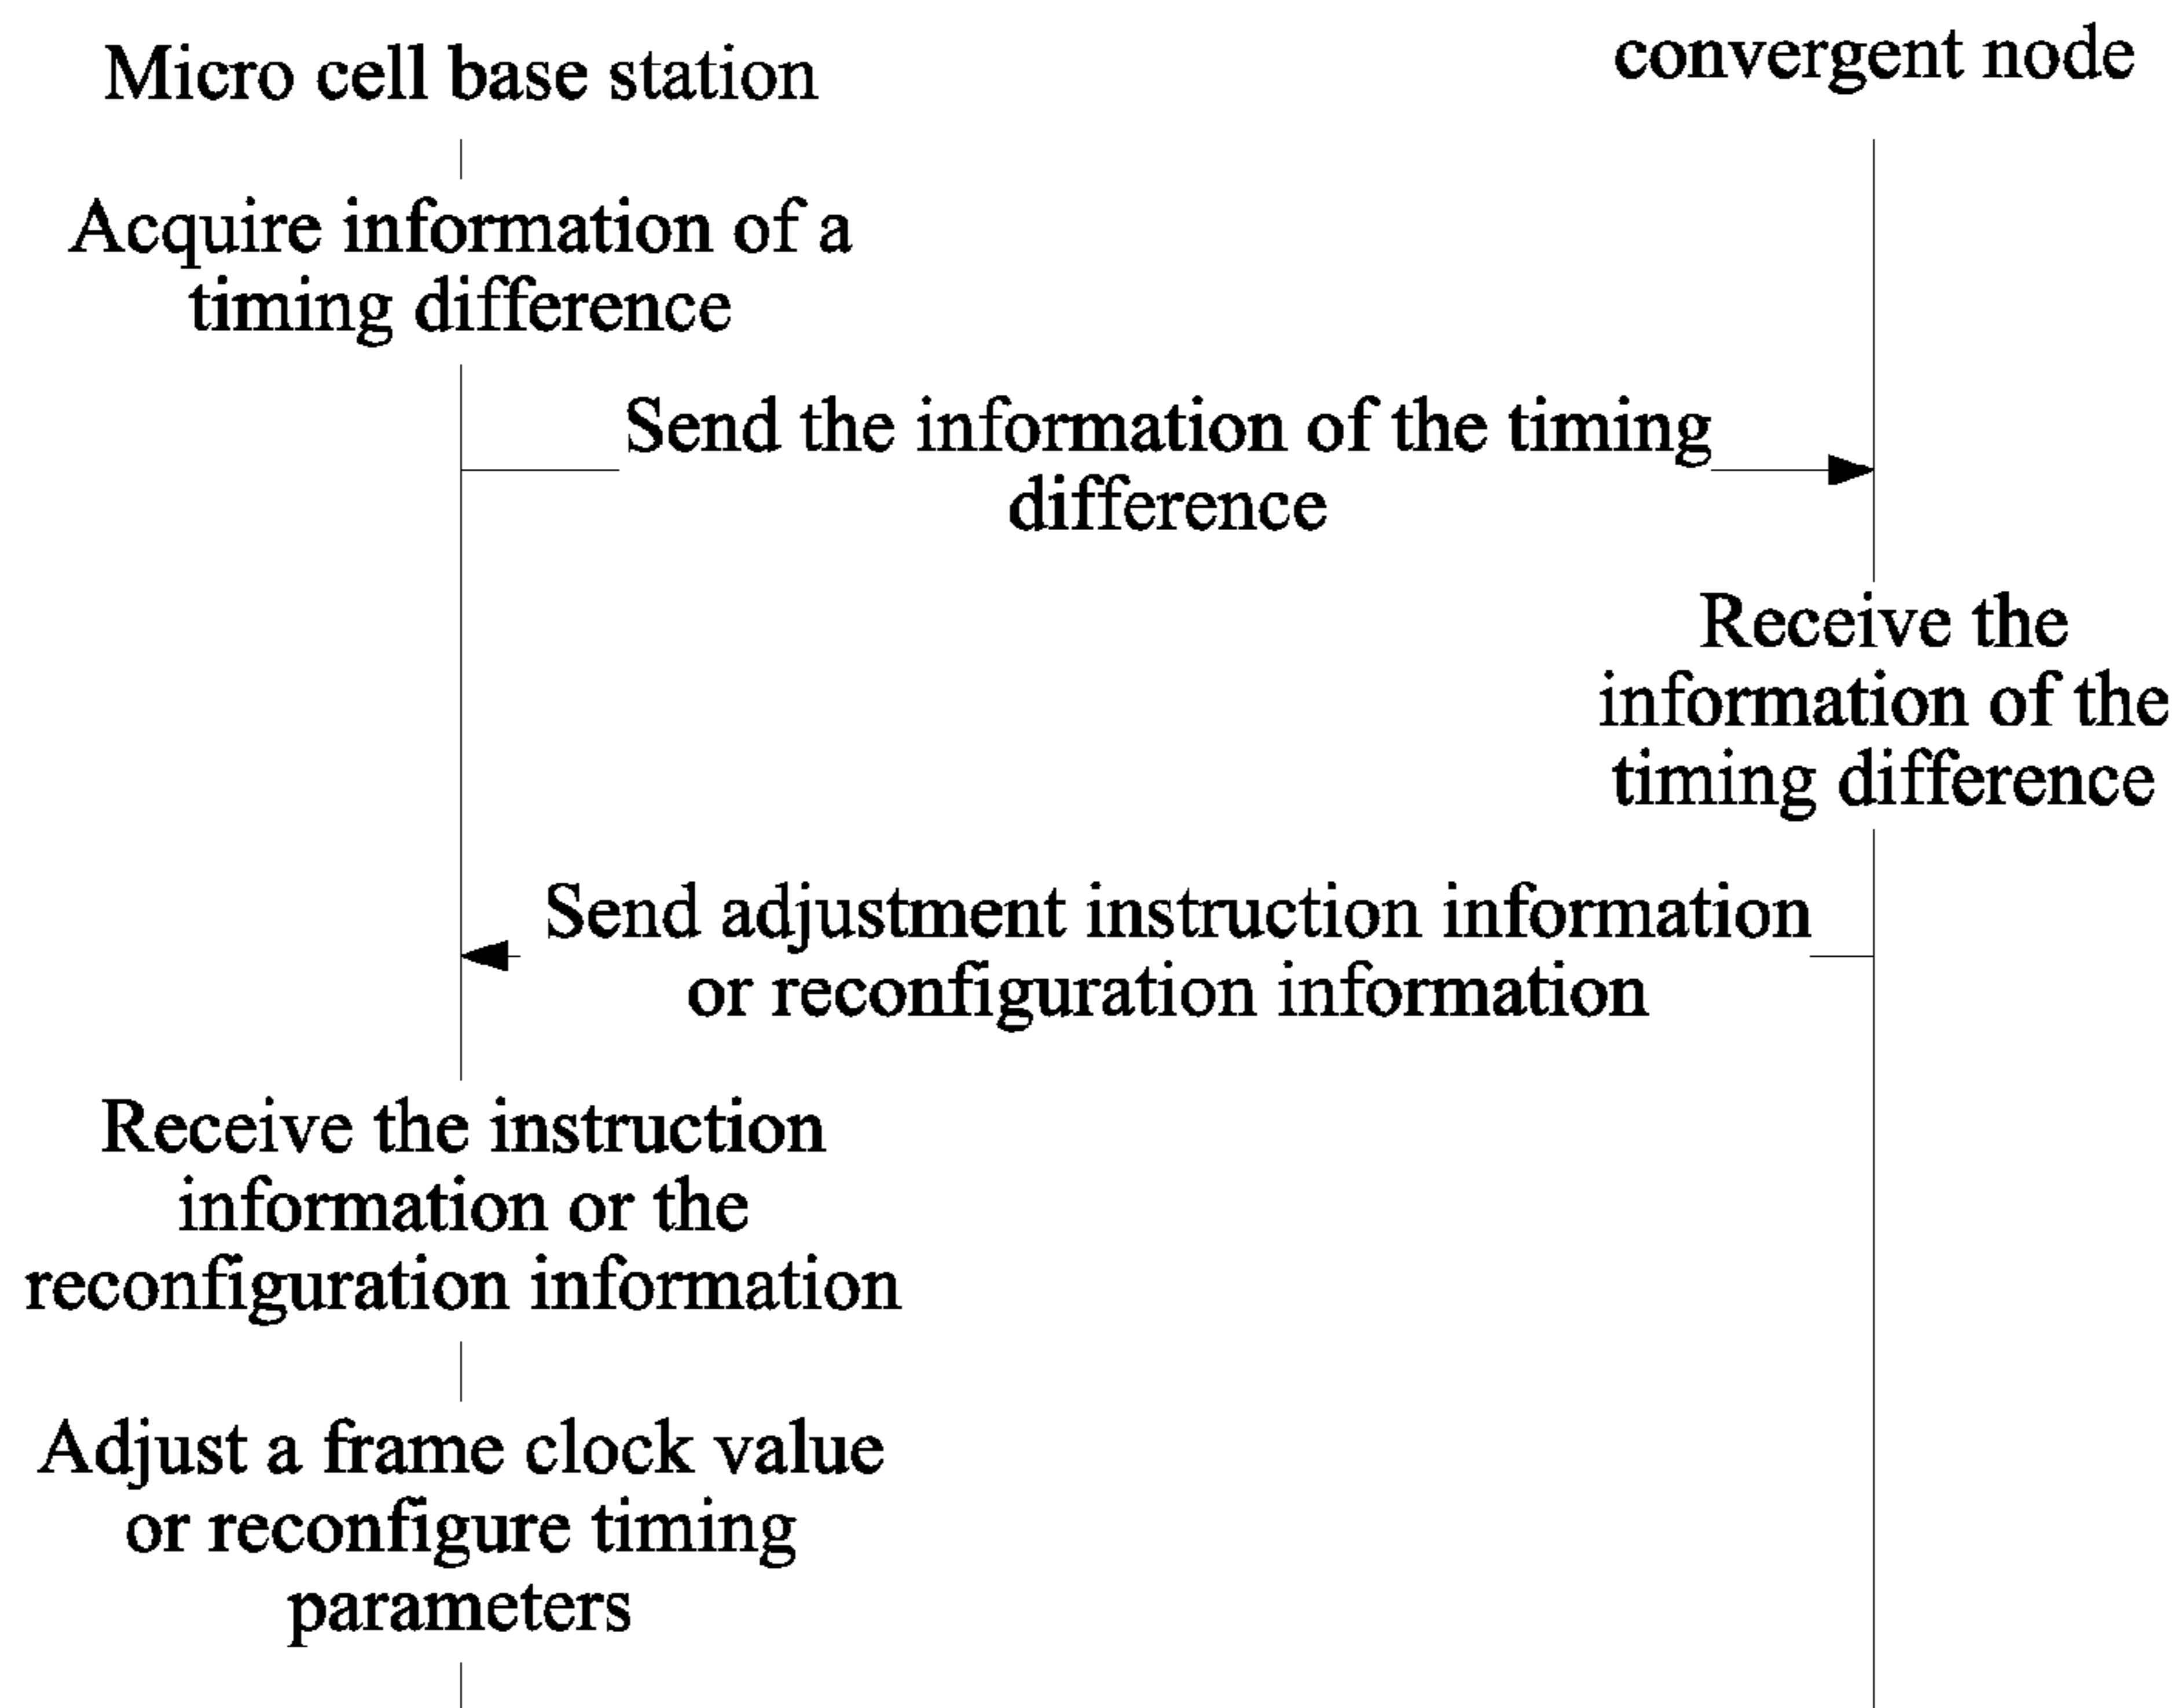 Micro cell base station
convergent node
Acquire information of a
timing difference
Send the information of the timing
difference
Receive the
information of the
timing difference
Send adjustment instruction information
or reconfiguration information
Receive the instruction
information or the
reconfiguration information
Adjust a frame clock value
or reconfigure timing
parameters